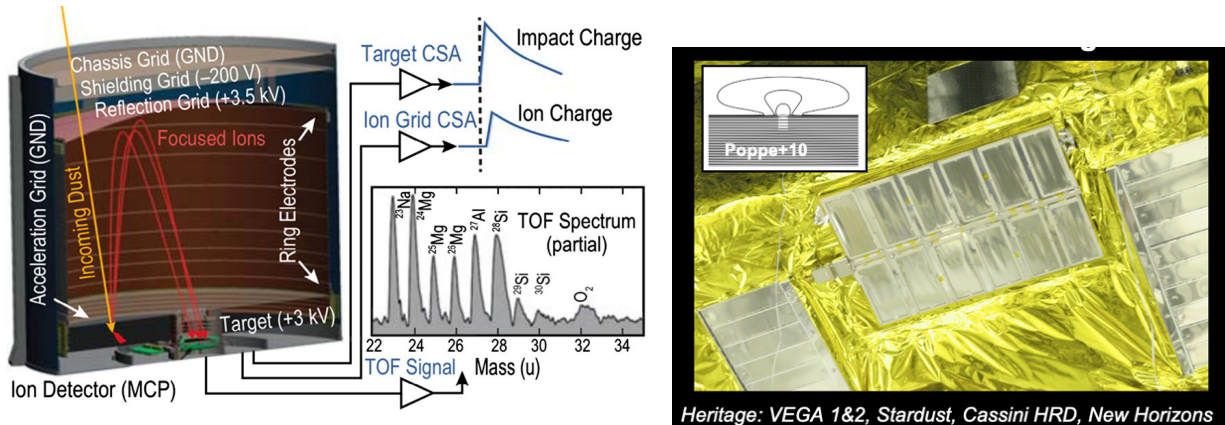 Chassis Grid (GND)
Shielding Grid (–200 V)
Reflection Grid (+3.5 kV)
Focused Ions
Acceleration Grid (GND)
Incoming Dust
Ring Electrodes
Target (+3 kV)
Ion Detector (MCP)
Target CSA
Impact Charge
Ion Grid CSA
Ion Charge
TOF Spectrum
(partial)
²³Na
²⁴Mg
²⁵Mg
²⁶Mg
²⁷Al
²⁸Si
²⁹Si
³⁰Si
O₂
22 24 26 28 30 32 34
Mass (u)
TOF Signal
Poppe+10
Heritage: VEGA 1&2, Stardust, Cassini HRD, New Horizons